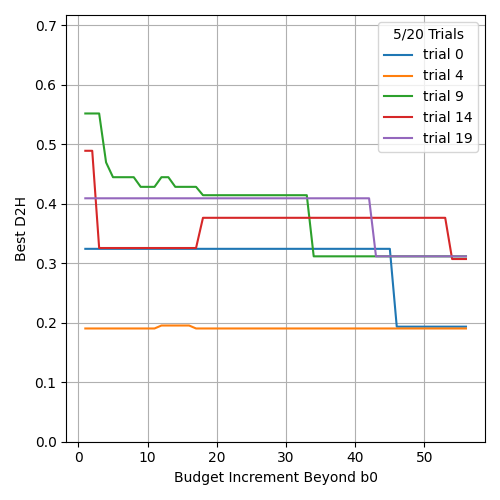 5/20 Trials
trial 0
trial 4
trial 9
trial 14
trial 19
Best D2H
0.7
0.6
0.5
0.4
0.3
0.2
0.1
0.0
0 10 20 30 40 50
Budget Increment Beyond b0